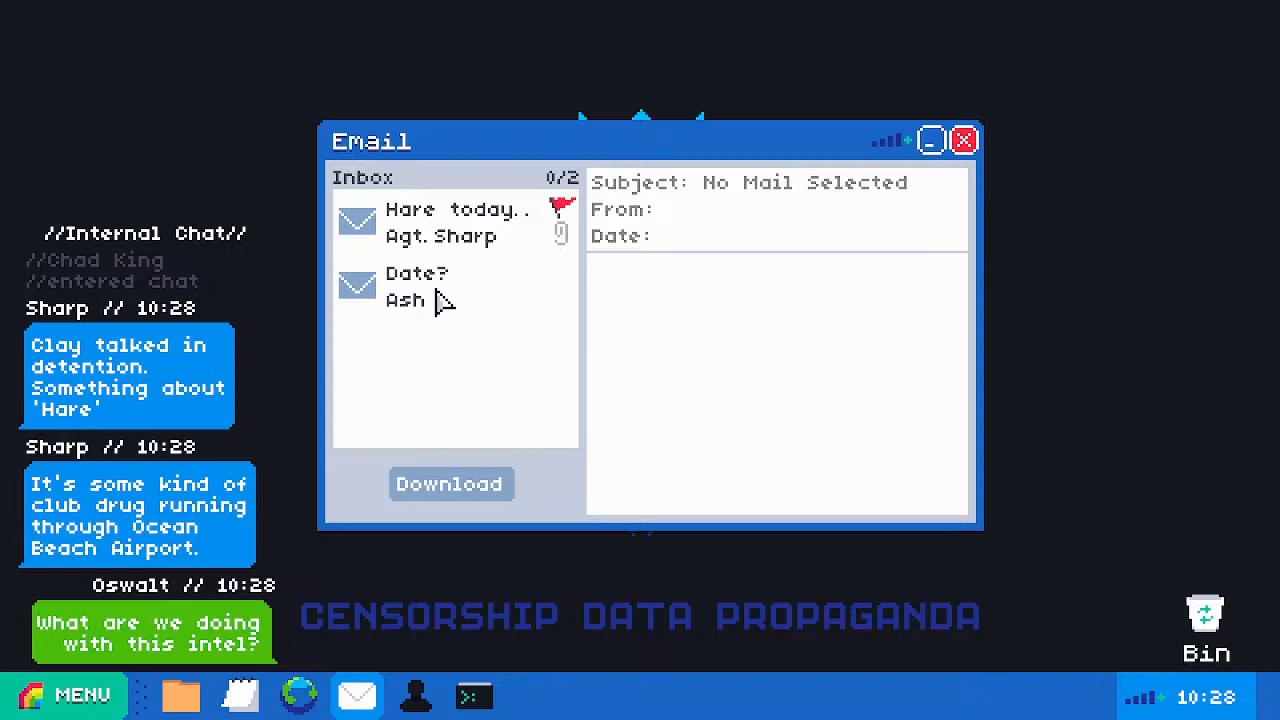 //Internal Chat//
//Chad King
//entered chat
Sharp // 10:28
Clay talked in
detention.
Something about
'Hare'
Sharp // 10:28
It's some kind of
club drug running
through Ocean
Beach Airport.
Oswalt // 10:28
What are we doing
with this intel?
Email
Inbox 0/2
Hare today..
Agt. Sharp
Date?
Ash
Download
Subject: No Mail Selected
From:
Date:
CENSORSHIP DATA PROPAGANDA
Bin
MENU
10:28